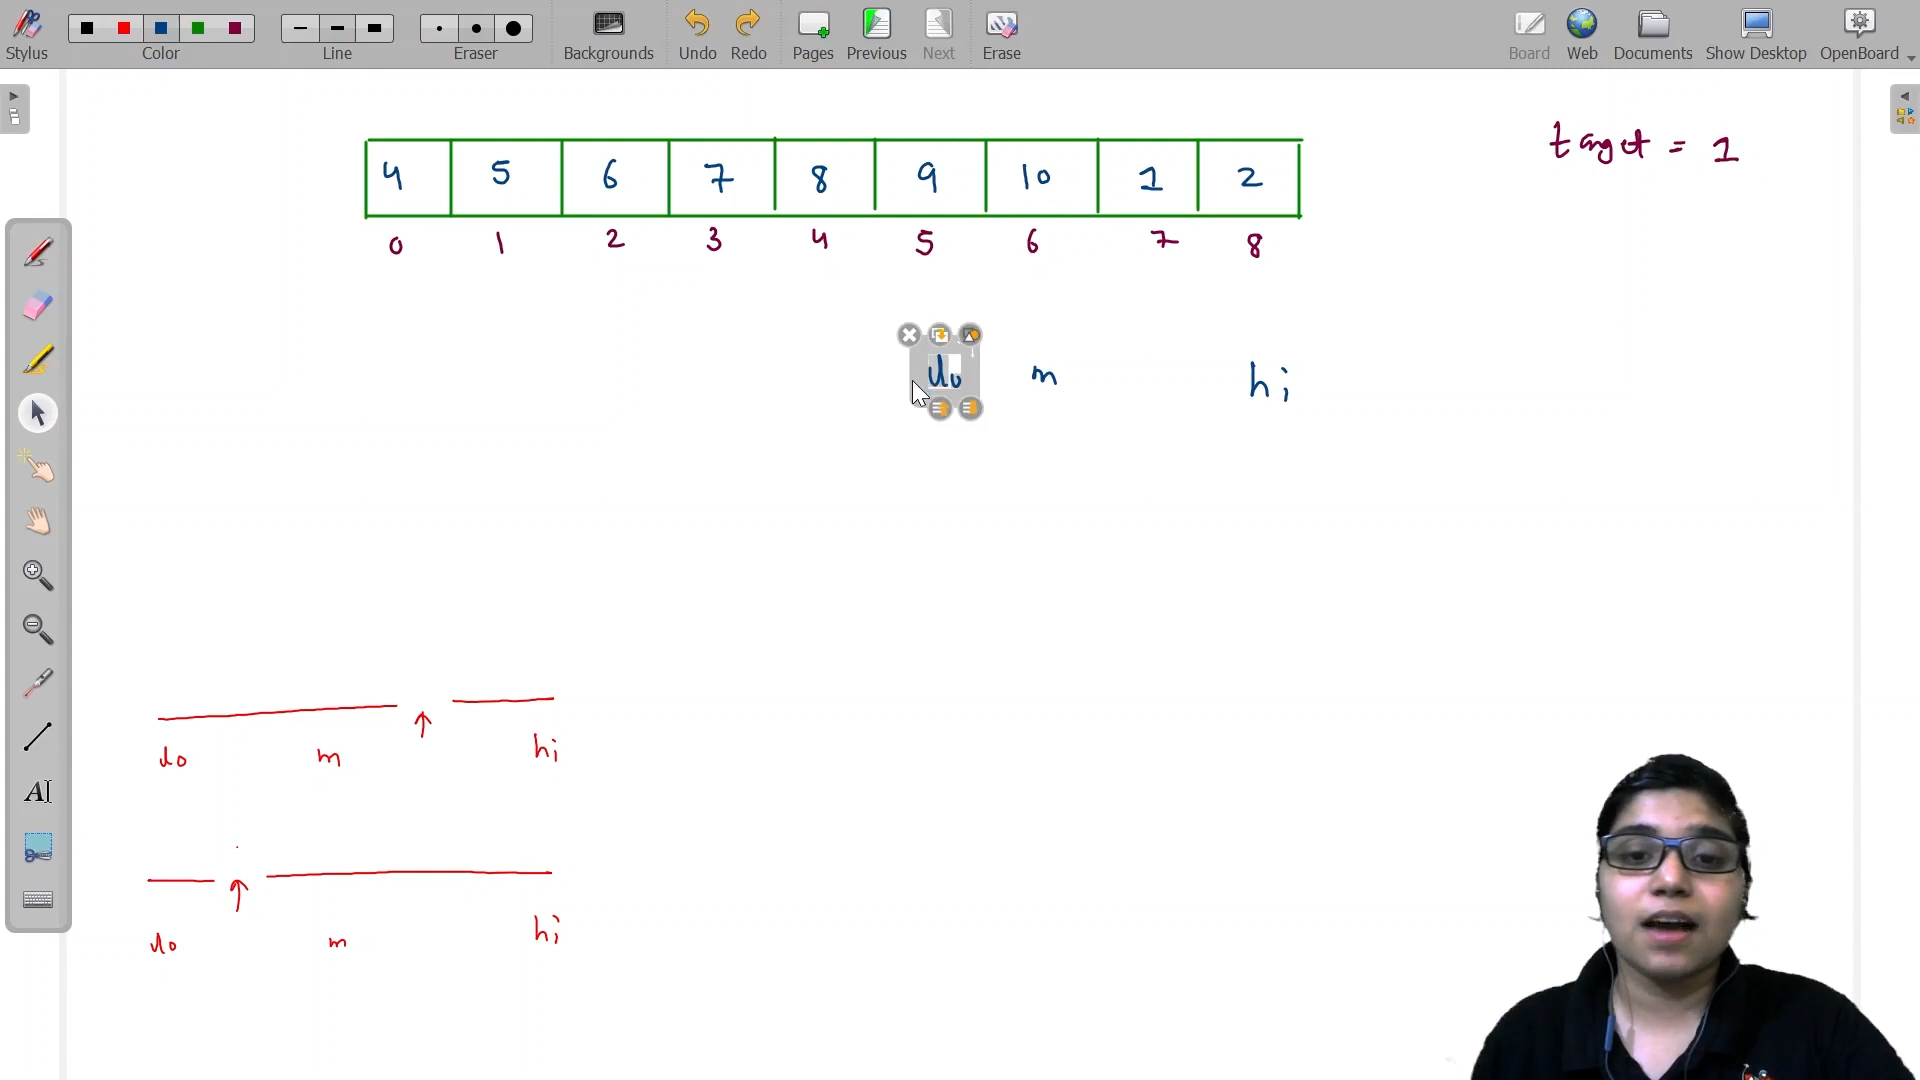 Stylus Color Line Eraser Backgrounds Undo Redo Pages Previous Next Erase Board Web Documents Show Desktop OpenBoard
target = 1
4 5 6 7 8 9 10 1 2
0 1 2 3 4 5 6 7 8
lo m hi
lo m hi
lo m hi